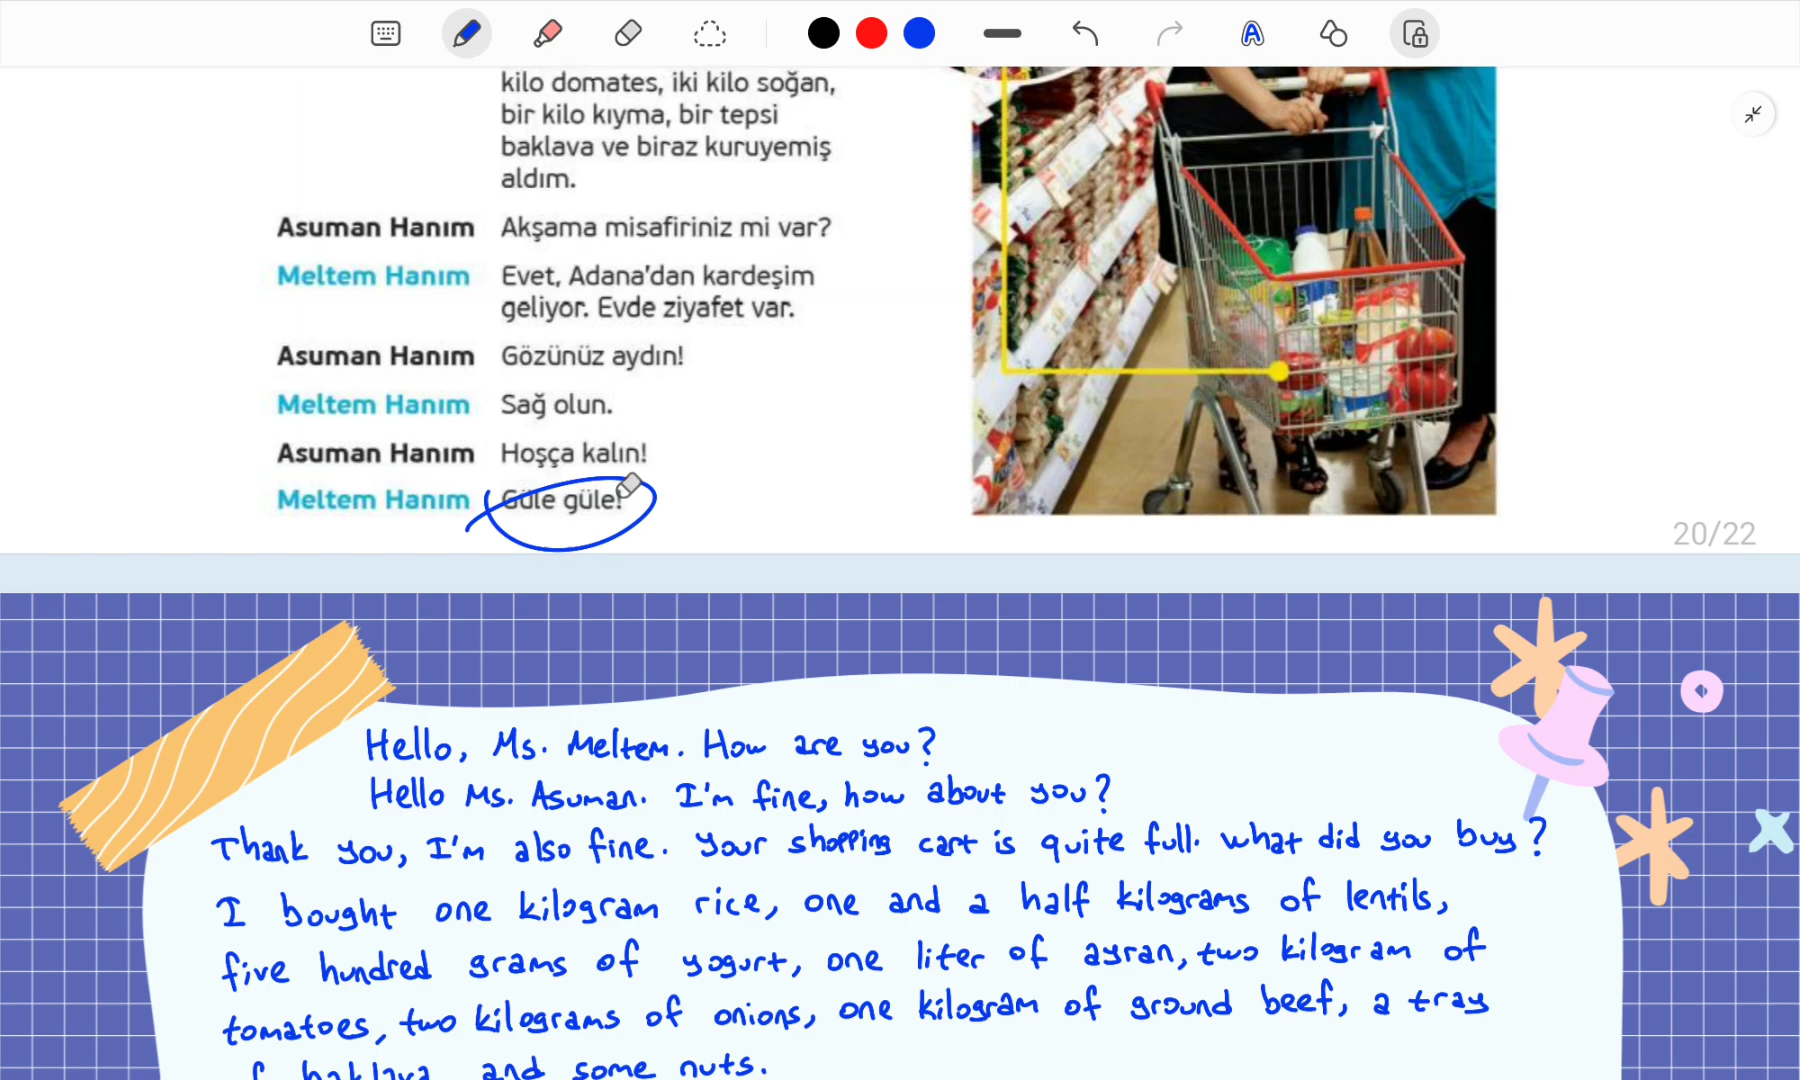 kilo domates, iki kilo soğan,
bir kilo kıyma, bir tepsi
baklava ve biraz kuruyemiş
aldım.
Asuman Hanım Akşama misafiriniz mi var?
Meltem Hanım Evet, Adana'dan kardeşim
geliyor. Evde ziyafet var.
Asuman Hanım Gözünüz aydın!
Meltem Hanım Sağ olun.
Asuman Hanım Hoşça kalın!
Meltem Hanım Güle güle!
20/22
Hello, Ms. Meltem. How are you?
Hello Ms. Asuman. I'm fine, how about you?
Thank you, I'm also fine. Your shopping cart is quite full. what did you buy?
I bought one kilogram rice, one and a half kilograms of lentils,
five hundred grams of yogurt, one liter of ayran, two kilogram of
tomatoes, two kilograms of onions, one kilogram of ground beef, a tray
of baklava and some nuts.